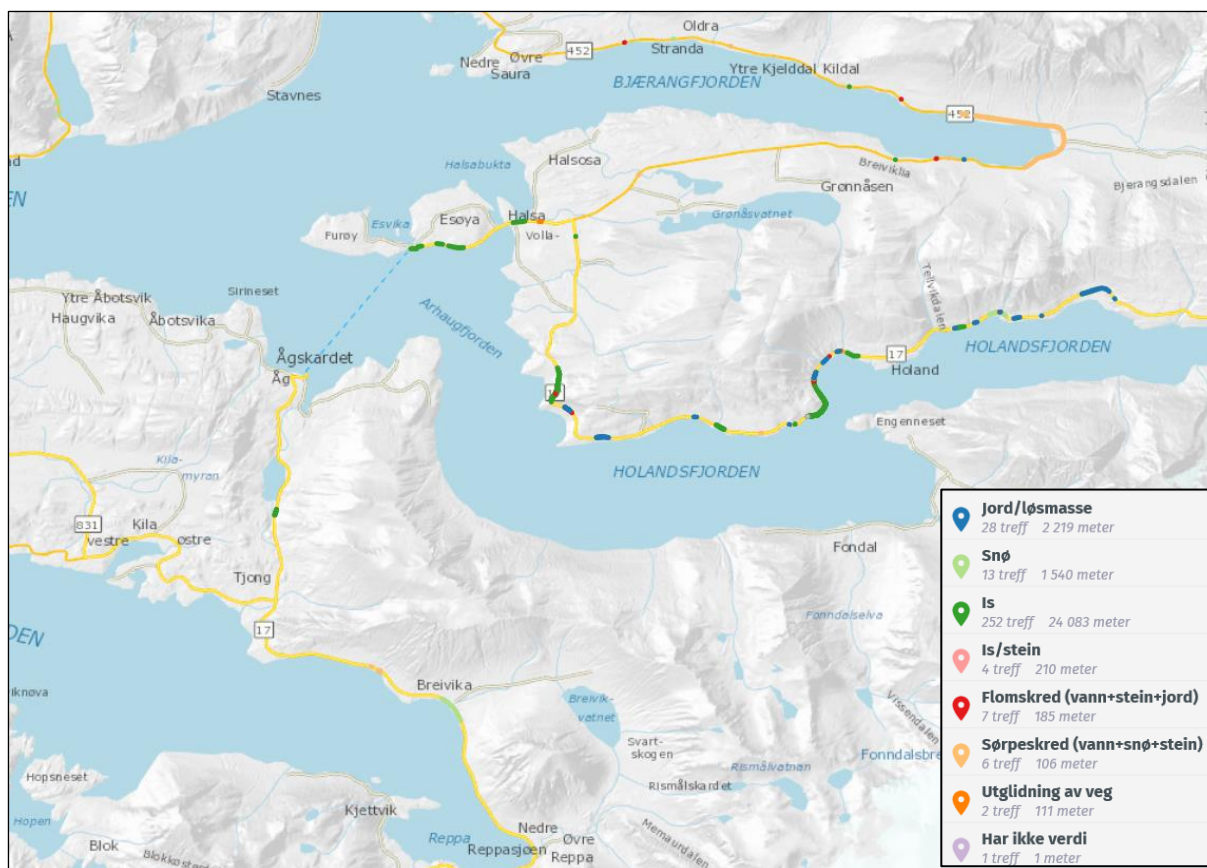 Oldra
Nedre Øvre
Saura
452
Stranda
Ytre Kjelddal Kildal
BJÆRANGFJORDEN
Stavnes
452
Halsabukta
Halsosa
Breiviklia
Grønnåsen
Bjerangsdalen
EN
Esvika
Esøya
Halsa
Furøy
Volla-
Grønåsvatnet
Tellvikdalen
Sirineset
Ytre Åbotsvik
Haugvika
Åbotsvika
Arhaugfjorden
Ågskardet
Åg
17
Holand
HOLANDSFJORDEN
Engenneset
Kila-
myran
HOLANDSFJORDEN
831
Kila
vestre
østre
Fondal
Tjong
Fonndalselva
17
DEN
Breivika
Breivik-
vatnet
Vissendalen
Svart-
skogen
Fonndalsbre
Hopsneset
Rismålvatnan
Rismålskardet
Kjettvik
Hopen
Reppa
Nedre
Reppasjøen
Øvre
Reppa
Memaurdalen
Blok
Jord/løsmasse
28 treff 2 219 meter
Snø
13 treff 1 540 meter
Is
252 treff 24 083 meter
Is/stein
4 treff 210 meter
Flomskred (vann+stein+jord)
7 treff 185 meter
Sørpeskred (vann+snø+stein)
6 treff 106 meter
Utglidning av veg
2 treff 111 meter
Har ikke verdi
1 treff 1 meter